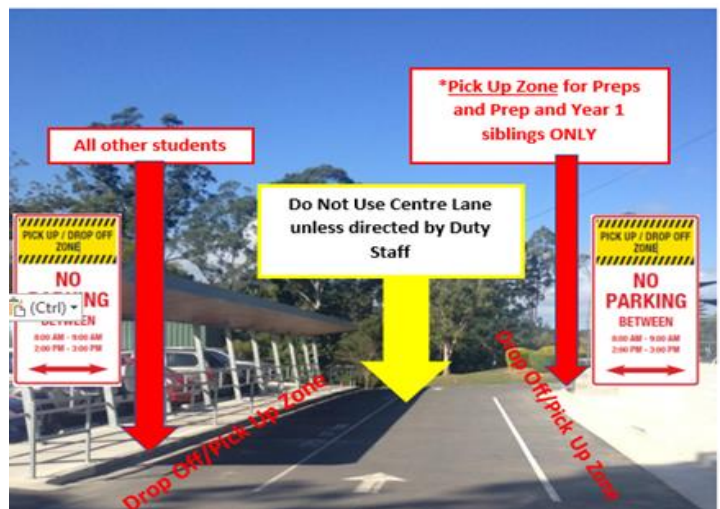 *Pick Up Zone for Preps
and Prep and Year 1
siblings ONLY
All other students
Do Not Use Centre Lane
unless directed by Duty
Staff
PICK UP / DROP OFF
ZONE
NO
PARKING
BETWEEN
8:00 AM - 9:00 AM
2:00 PM - 3:00 PM
(Ctrl)
PICK UP / DROP OFF
ZONE
NO
PARKING
BETWEEN
8:00 AM - 9:00 AM
2:00 PM - 3:00 PM
Drop Off/Pick Up Zone
Drop Off/Pick Up Zone